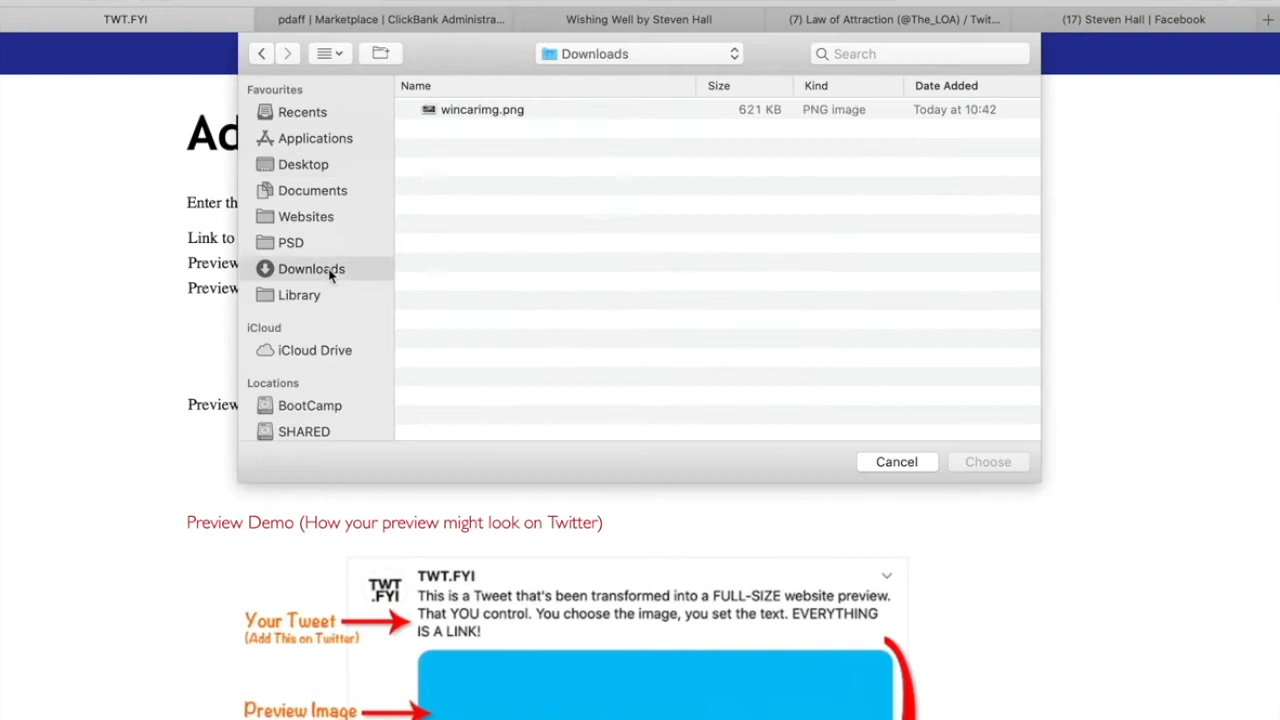 TWT.FYI
pdaff | Marketplace | ClickBank Administra...
Wishing Well by Steven Hall
(7) Law of Attraction (@The_LOA) / Twit...
(17) Steven Hall | Facebook
Downloads
Search
Favourites
Recents
Applications
Desktop
Documents
Websites
PSD
Downloads
Library
iCloud
iCloud Drive
Locations
BootCamp
SHARED
Name Size Kind Date Added
wincarimg.png 621 KB PNG image Today at 10:42
Cancel Choose
Enter th
Link to
Preview
Preview
Preview
Preview Demo (How your preview might look on Twitter)
TWT
.FYI
TWT.FYI
This is a Tweet that's been transformed into a FULL-SIZE website preview.
That YOU control. You choose the image, you set the text. EVERYTHING
IS A LINK!
Your Tweet
(Add This on Twitter)
Preview Image